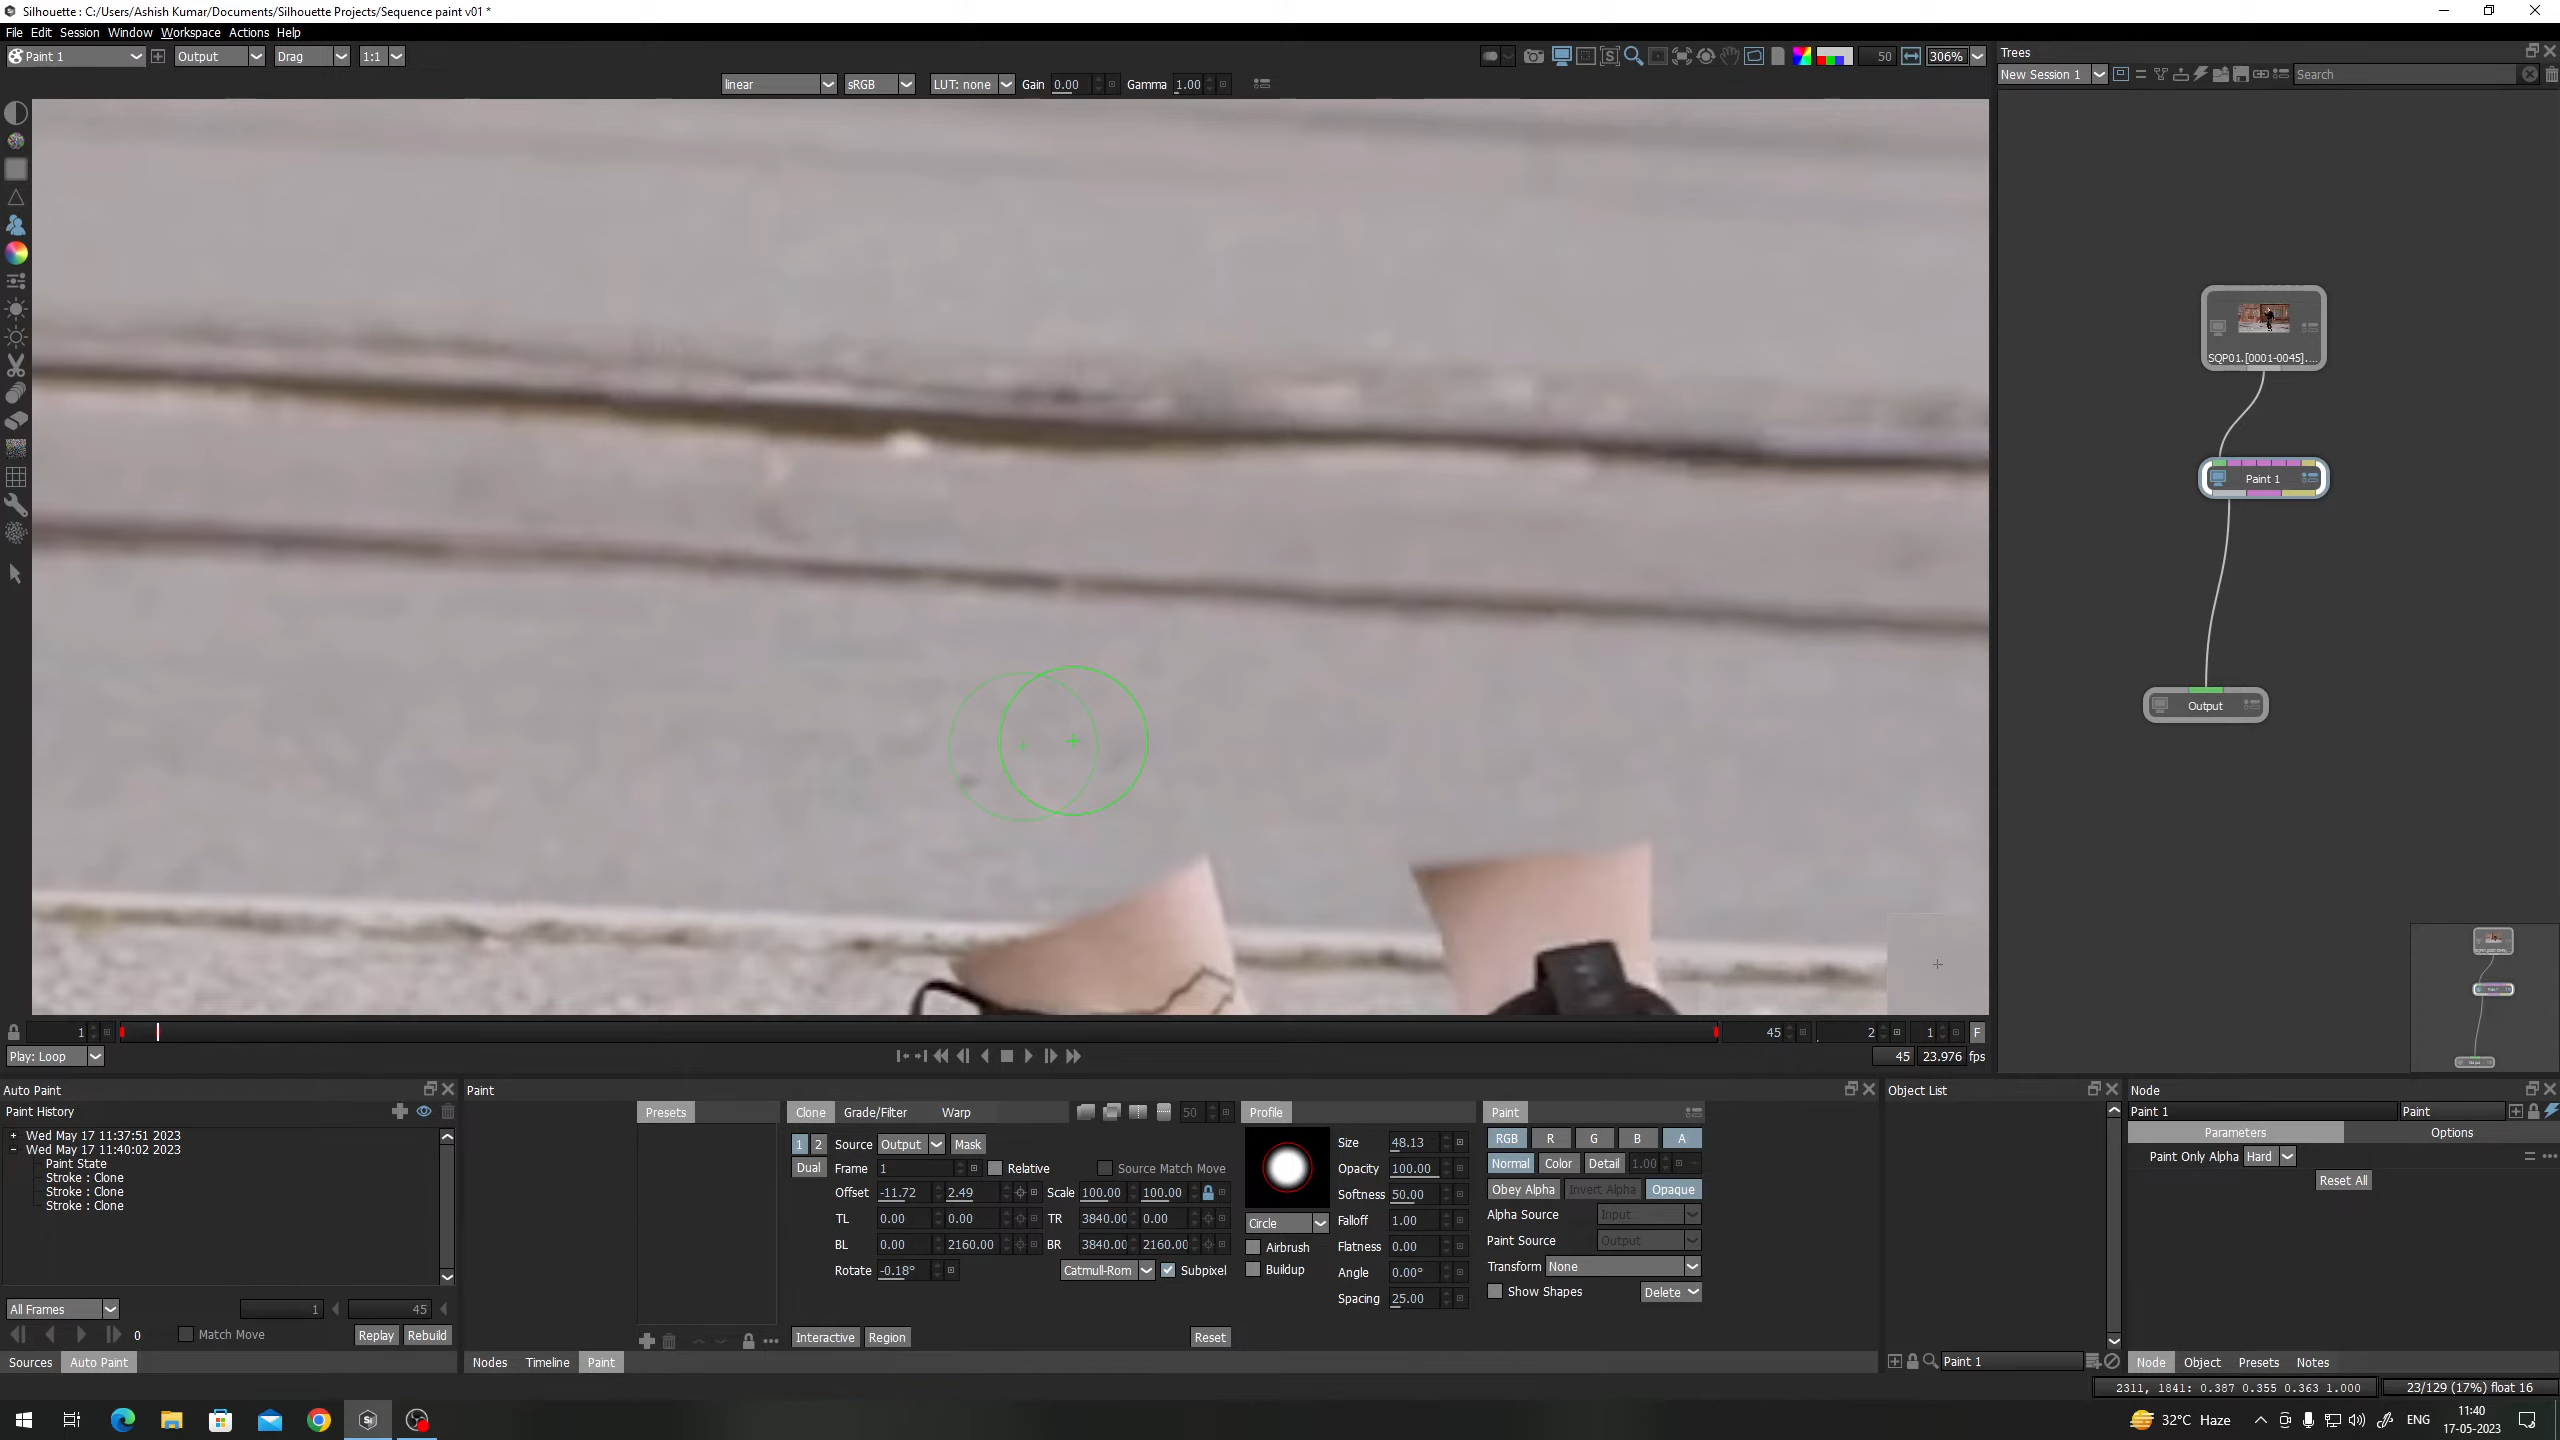 Silhouette : C:/Users/Ashish Kumar/Documents/Silhouette Projects/Sequence paint v01 *
File Edit Session Window Workspace Actions Help
Paint 1 Output Drag 1:1 50 306%
linear sRGB LUT: none Gain 0.00 Gamma 1.00
Trees
New Session 1 Search
SQP01.[0001-0045]....
Paint 1
Output
1 45 2 1 F
Play: Loop 45 23.976 fps
Auto Paint
Paint History
Wed May 17 11:37:51 2023
Wed May 17 11:40:02 2023
Paint State
Stroke : Clone
Stroke : Clone
Stroke : Clone
All Frames 1 45
0 Match Move Replay Rebuild
Sources Auto Paint
Paint
Presets
Clone Grade/Filter Warp 50
1 2 Source Output Mask
Dual Frame 1 Relative Source Match Move
Offset -11.72 2.49 Scale 100.00 100.00
TL 0.00 0.00 TR 3840.00 0.00
BL 0.00 2160.00 BR 3840.00 2160.00
Rotate -0.18° Catmull-Rom Subpixel
Interactive Region Reset
Nodes Timeline Paint
Profile
Circle
Airbrush
Buildup
Size 48.13
Opacity 100.00
Softness 50.00
Falloff 1.00
Flatness 0.00
Angle 0.00°
Spacing 25.00
Paint
RGB R G B A
Normal Color Detail 1.00
Obey Alpha Invert Alpha Opaque
Alpha Source Input
Paint Source Output
Transform None
Show Shapes Delete
Object List
Paint 1
Node
Paint 1 Paint
Parameters Options
Paint Only Alpha Hard
Reset All
Node Object Presets Notes
2311, 1841: 0.387 0.355 0.363 1.000 23/129 (17%) float 16
32°C Haze ENG 11:40
17-05-2023